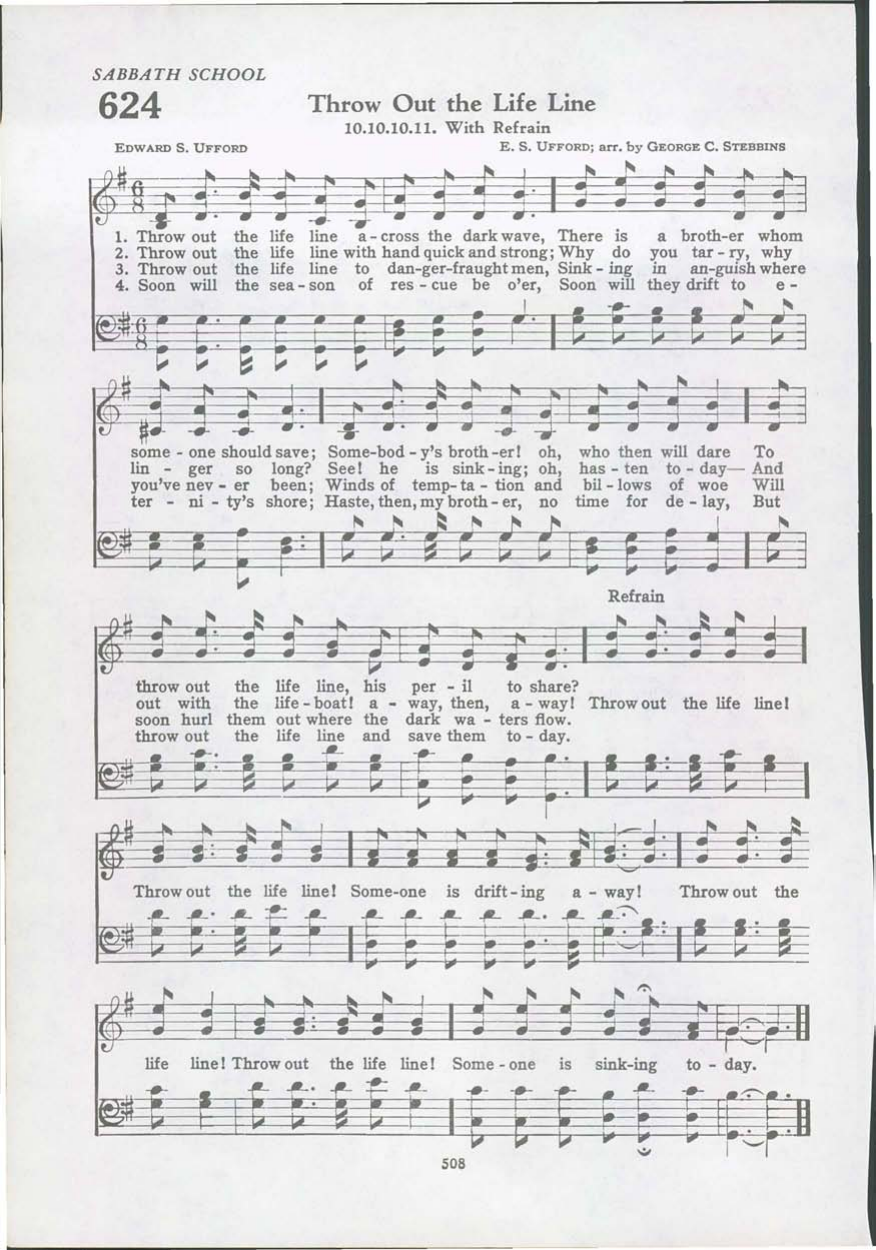 SABBATH SCHOOL
624
Throw Out the Life Line
10.10.10.11. With Refrain
EDWARD S. UFFORD
E. S. UFFORD; arr. by GEORGE C. STEBBINS
1. Throw out the life line a-cross the dark wave, There is a broth-er whom
2. Throw out the life line with hand quick and strong; Why do you tar-ry, why
3. Throw out the life line to dan-ger-fraught men, Sink-ing in an-guish where
4. Soon will the sea-son of res-cue be o'er, Soon will they drift to e-
some-one should save; Some-bod-y's broth-er! oh, who then will dare To
lin-ger so long? See! he is sink-ing; oh, has-ten to-day— And
you've nev-er been; Winds of temp-ta-tion and bil-lows of woe Will
ter-ni-ty's shore; Haste, then, my broth-er, no time for de-lay, But
Refrain
throw out the life line, his per-il to share?
out with the life-boat! a-way, then, a-way! Throw out the life line!
soon hurl them out where the dark wa-ters flow.
throw out the life line and save them to-day.
Throw out the life line! Some-one is drift-ing a-way! Throw out the
life line! Throw out the life line! Some-one is sink-ing to-day.
508